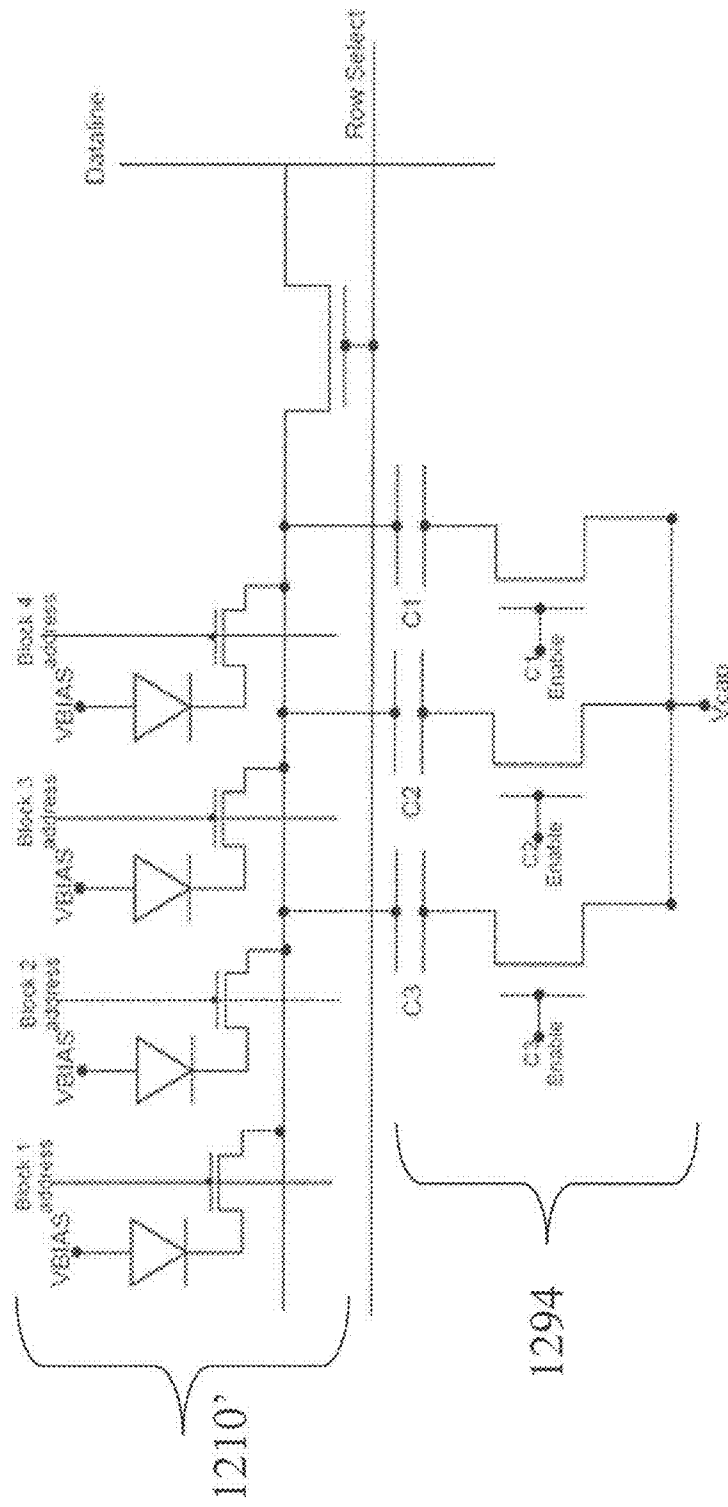 Block 1
address
VBIAS
Block 2
address
VBIAS
Block 3
address
VBIAS
Block 4
address
VBIAS
Dataline
Row Select
1210'
C3
C2
C1
C3
Enable
C2
Enable
C1
Enable
Vcap
1294